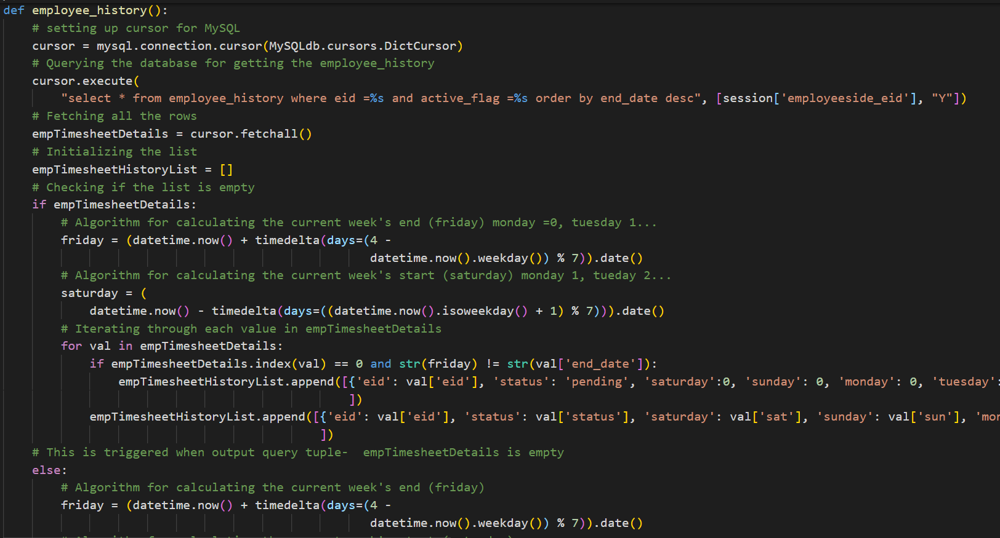 def employee_history():
# setting up cursor for MySQL
cursor = mysql.connection.cursor(MySQLdb.cursors.DictCursor)
# Querying the database for getting the employee_history
cursor.execute(
"select * from employee_history where eid =%s and active_flag =%s order by end_date desc", [session['employeeside_eid'], "Y"])
# Fetching all the rows
empTimesheetDetails = cursor.fetchall()
# Initializing the list
empTimesheetHistoryList = []
# Checking if the list is empty
if empTimesheetDetails:
# Algorithm for calculating the current week's end (friday) monday =0, tuesday 1...
friday = (datetime.now() + timedelta(days=(4 -
datetime.now().weekday()) % 7)).date()
# Algorithm for calculating the current week's start (saturday) monday 1, tueday 2...
saturday = (
datetime.now() - timedelta(days=((datetime.now().isoweekday() + 1) % 7))).date()
# Iterating through each value in empTimesheetDetails
for val in empTimesheetDetails:
if empTimesheetDetails.index(val) == 0 and str(friday) != str(val['end_date']):
empTimesheetHistoryList.append([{'eid': val['eid'], 'status': 'pending', 'saturday':0, 'sunday': 0, 'monday': 0, 'tuesday':
])
empTimesheetHistoryList.append([{'eid': val['eid'], 'status': val['status'], 'saturday': val['sat'], 'sunday': val['sun'], 'mon
])
# This is triggered when output query tuple-  empTimesheetDetails is empty
else:
# Algorithm for calculating the current week's end (friday)
friday = (datetime.now() + timedelta(days=(4 -
datetime.now().weekday()) % 7)).date()